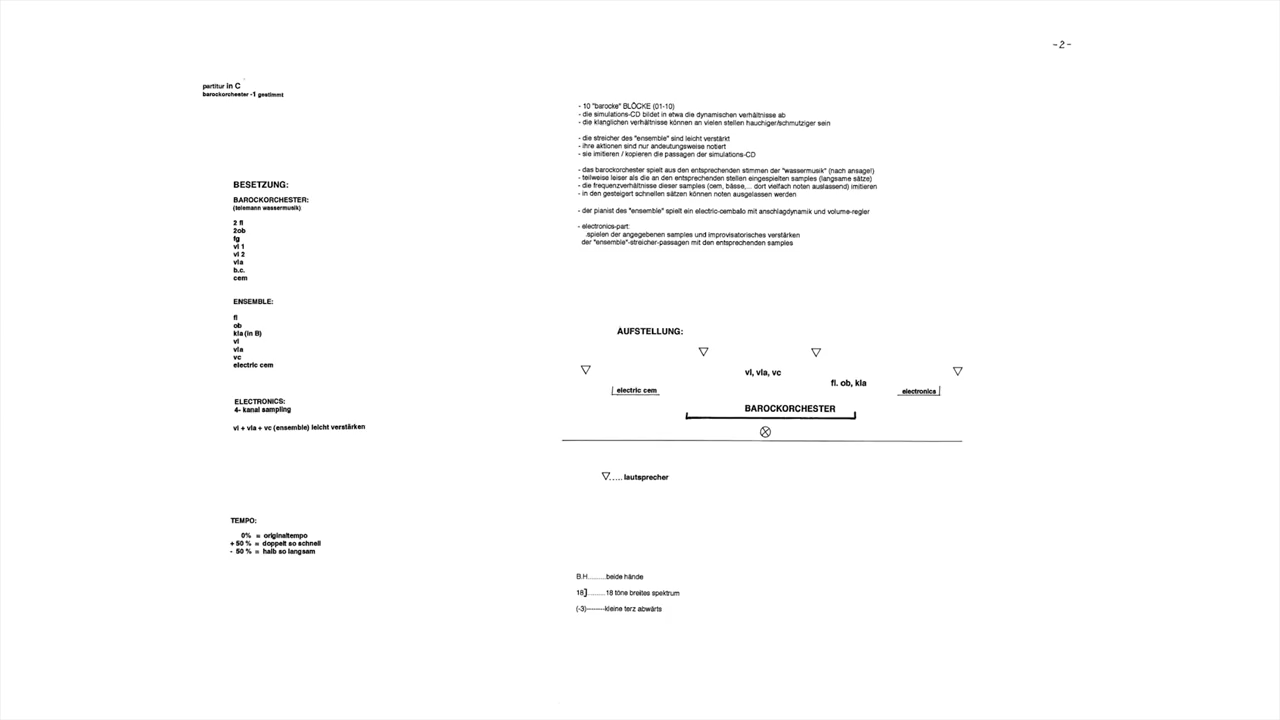 -2-
partitur in C
barockorchester -1 gestimmt
BESETZUNG:
BAROCKORCHESTER:
(telemann wassermusik)
2 fl
2ob
fg
vl 1
vl 2
vla
b.c.
cem
ENSEMBLE:
fl
ob
kla (in B)
vl
vla
vc
electric cem
ELECTRONICS:
4- kanal sampling
vl + vla + vc (ensemble) leicht verstärken
TEMPO:
0% = originaltempo
+ 50 % = doppelt so schnell
- 50 % = halb so langsam
- 10 "barocke" BLÖCKE (01-10)
- die simulations-CD bildet in etwa die dynamischen verhältnisse ab
- die klanglichen verhältnisse können an vielen stellen hauchiger/schmutziger sein
- die streicher des "ensemble" sind leicht verstärkt
- ihre aktionen sind nur andeutungsweise notiert
- sie imitieren / kopieren die passagen der simulations-CD
- das barockorchester spielt aus den entsprechenden stimmen der "wassermusik" (nach ansage!)
- teilweise leiser als die an den entsprechenden stellen eingespielten samples (langsame sätze)
- die frequenzverhältnisse dieser samples (cem, bässe,... dort vielfach noten auslassend) imitieren
- in den gesteigert schnellen sätzen können noten ausgelassen werden
- der pianist des "ensemble" spielt ein electric-cembalo mit anschlagdynamik und volume-regler
- electronics-part:
.spielen der angegebenen samples und improvisatorisches verstärken
der "ensemble"-streicher-passagen mit den entsprechenden samples
AUFSTELLUNG:
vl, vla, vc
fl. ob, kla
electric cem
electronics
BAROCKORCHESTER
..... lautsprecher
B.H.........beide hände
18]..........18 töne breites spektrum
(-3)--------kleine terz abwärts